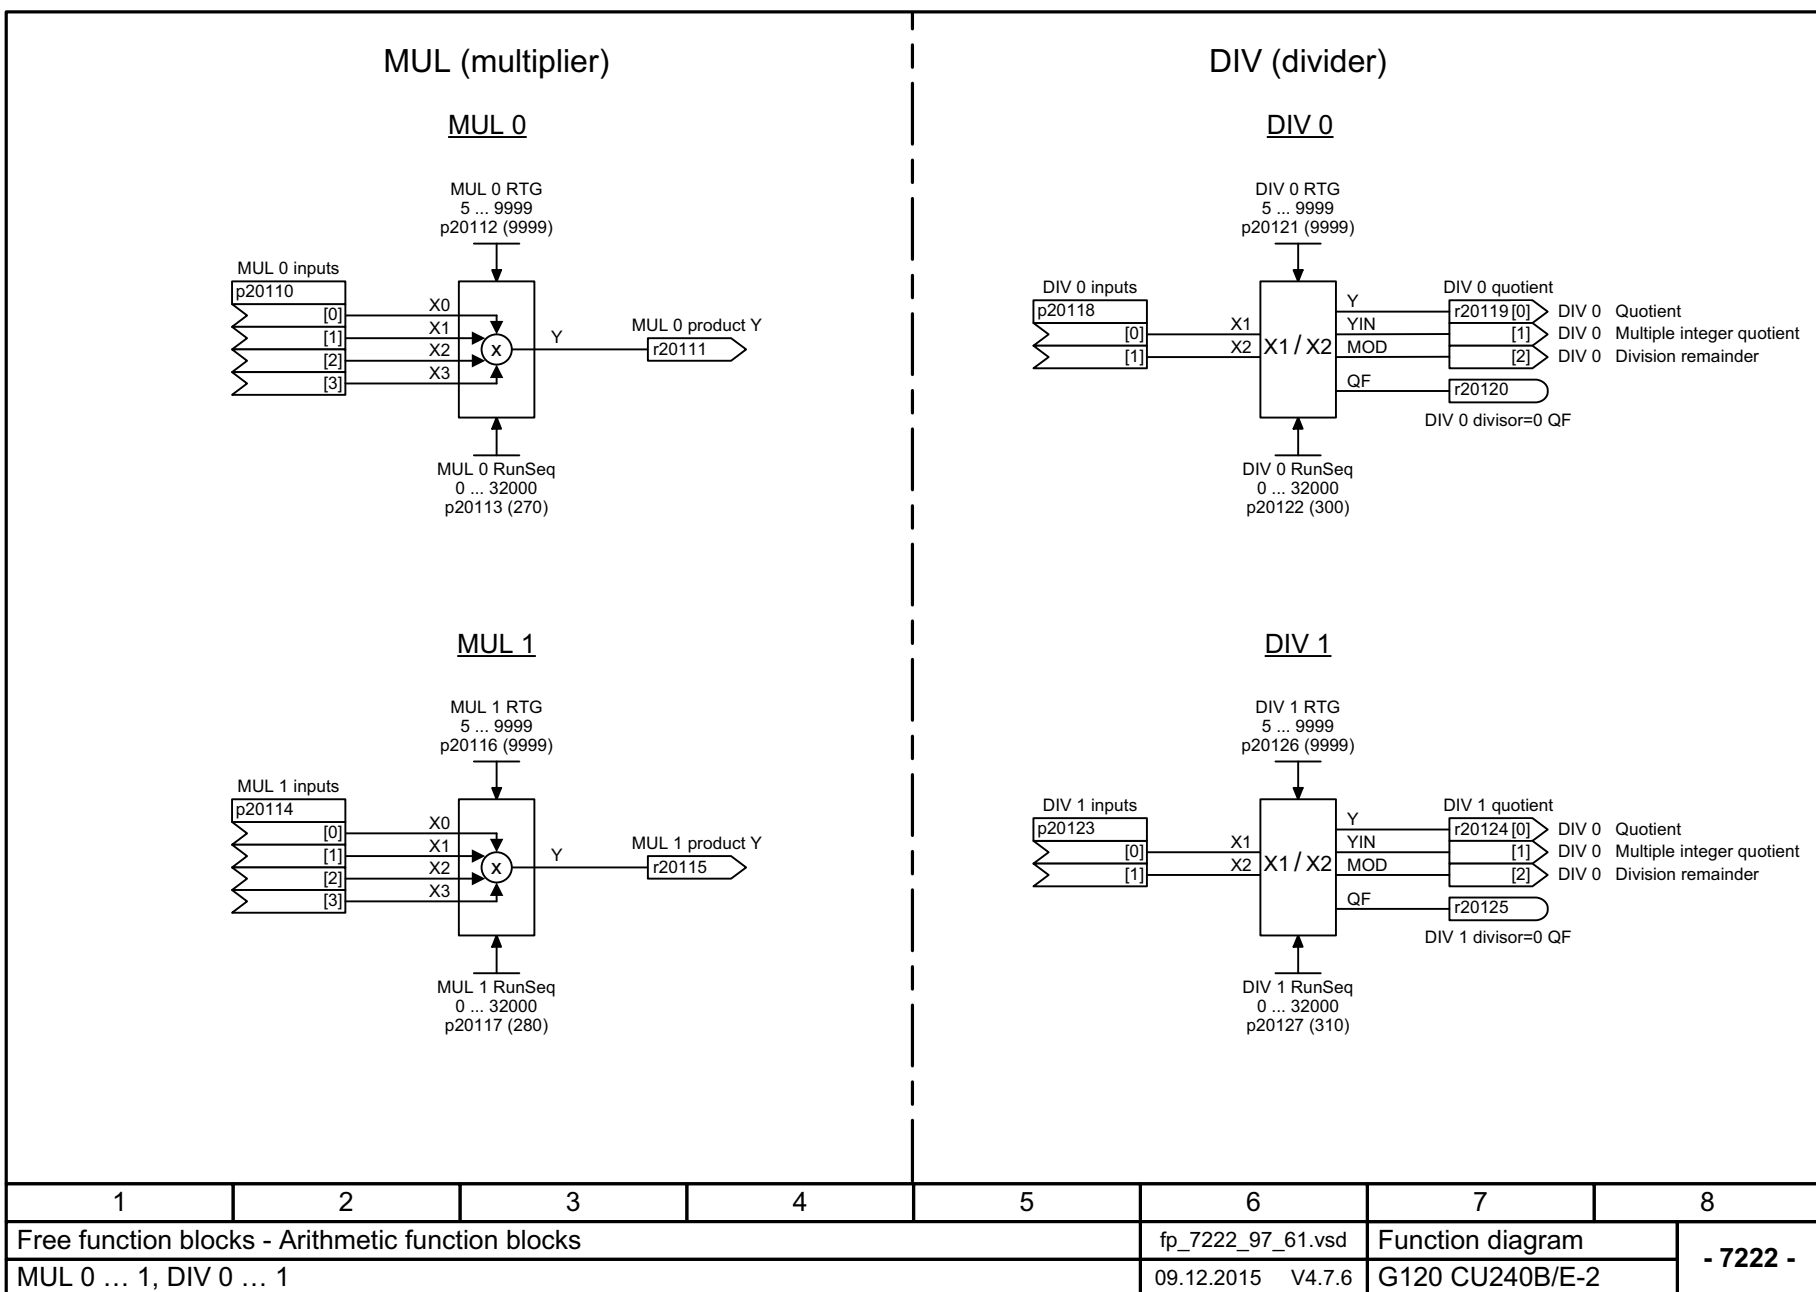 MUL (multiplier)
MUL 0
MUL 0 RTG
5 ... 9999
p20112 (9999)
MUL 0 inputs
p20110
[0]
[1]
[2]
[3]
X0
X1
X2
X3
x
Y
MUL 0 product Y
r20111
MUL 0 RunSeq
0 ... 32000
p20113 (270)
MUL 1
MUL 1 RTG
5 ... 9999
p20116 (9999)
MUL 1 inputs
p20114
[0]
[1]
[2]
[3]
X0
X1
X2
X3
x
Y
MUL 1 product Y
r20115
MUL 1 RunSeq
0 ... 32000
p20117 (280)
DIV (divider)
DIV 0
DIV 0 RTG
5 ... 9999
p20121 (9999)
DIV 0 inputs
p20118
[0]
[1]
X1
X2
X1 / X2
Y
YIN
MOD
QF
DIV 0 quotient
r20119 [0] DIV 0 Quotient
[1] DIV 0 Multiple integer quotient
[2] DIV 0 Division remainder
r20120
DIV 0 divisor=0 QF
DIV 0 RunSeq
0 ... 32000
p20122 (300)
DIV 1
DIV 1 RTG
5 ... 9999
p20126 (9999)
DIV 1 inputs
p20123
[0]
[1]
X1
X2
X1 / X2
Y
YIN
MOD
QF
DIV 1 quotient
r20124 [0] DIV 0 Quotient
[1] DIV 0 Multiple integer quotient
[2] DIV 0 Division remainder
r20125
DIV 1 divisor=0 QF
DIV 1 RunSeq
0 ... 32000
p20127 (310)
1 2 3 4 5 6 7 8
Free function blocks - Arithmetic function blocks
MUL 0 … 1, DIV 0 … 1
fp_7222_97_61.vsd
09.12.2015 V4.7.6
Function diagram
G120 CU240B/E-2
- 7222 -